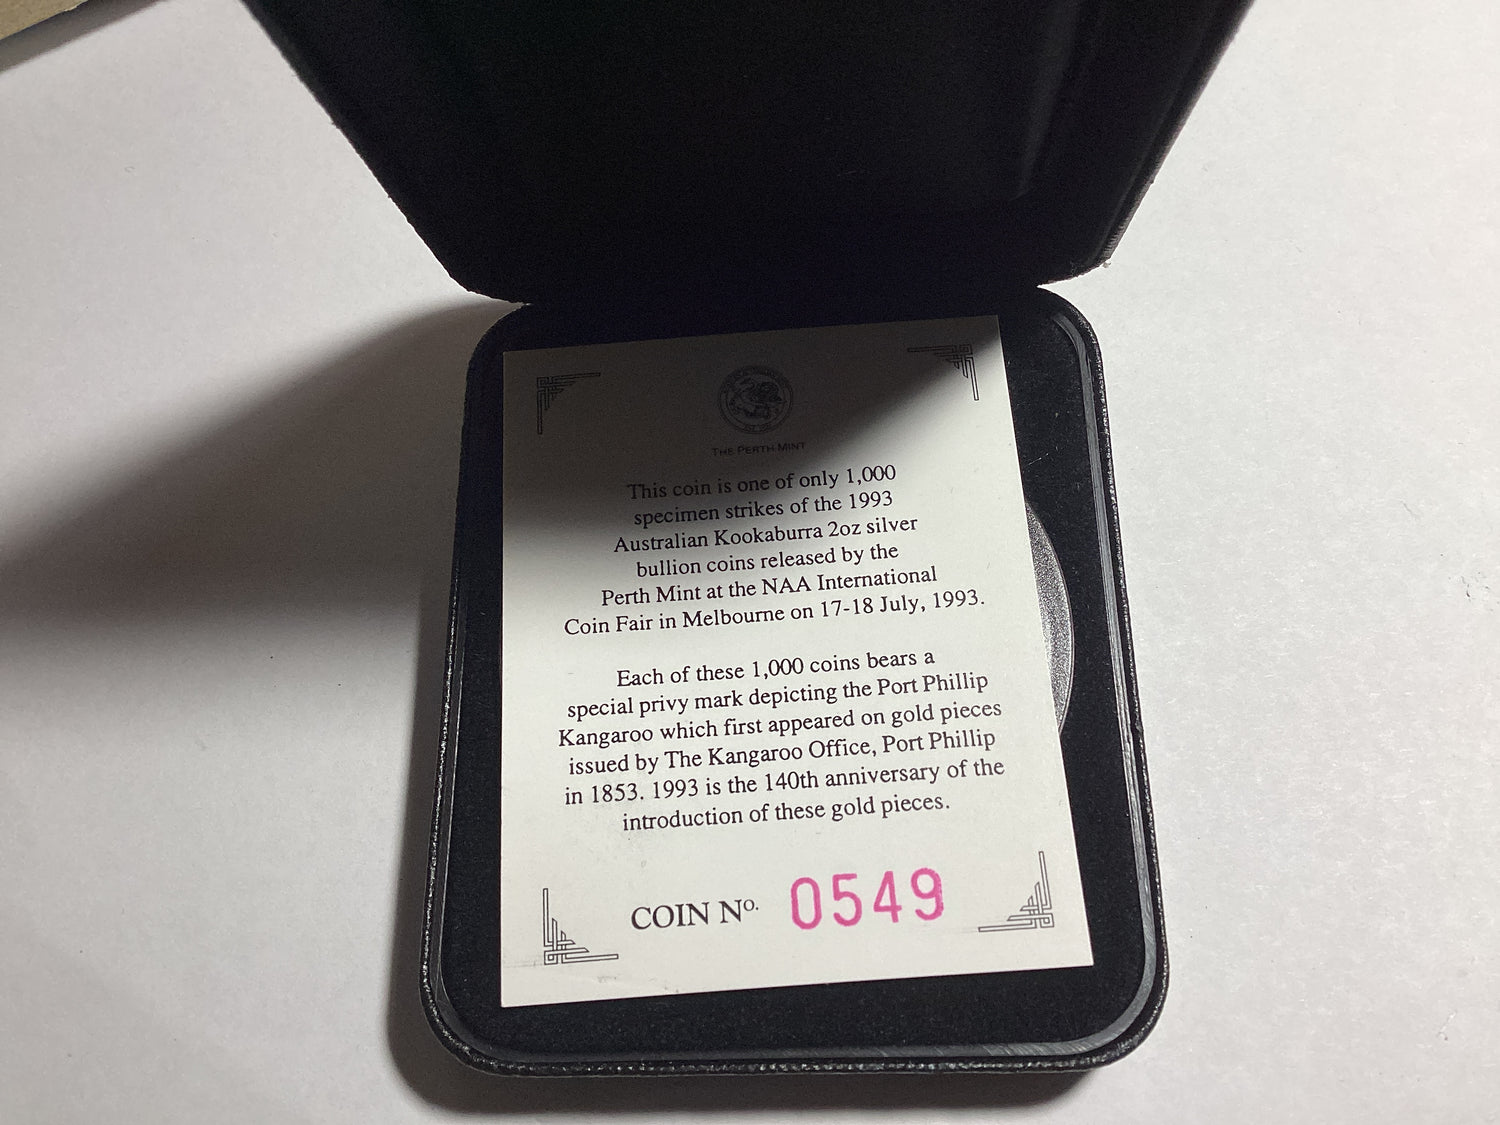 THE PERTH MINT
This coin is one of only 1,000
specimen strikes of the 1993
Australian Kookaburra 2oz silver
bullion coins released by the
Perth Mint at the NAA International
Coin Fair in Melbourne on 17-18 July, 1993.
Each of these 1,000 coins bears a
special privy mark depicting the Port Phillip
Kangaroo which first appeared on gold pieces
issued by The Kangaroo Office, Port Phillip
in 1853. 1993 is the 140th anniversary of the
introduction of these gold pieces.
COIN No. 0549